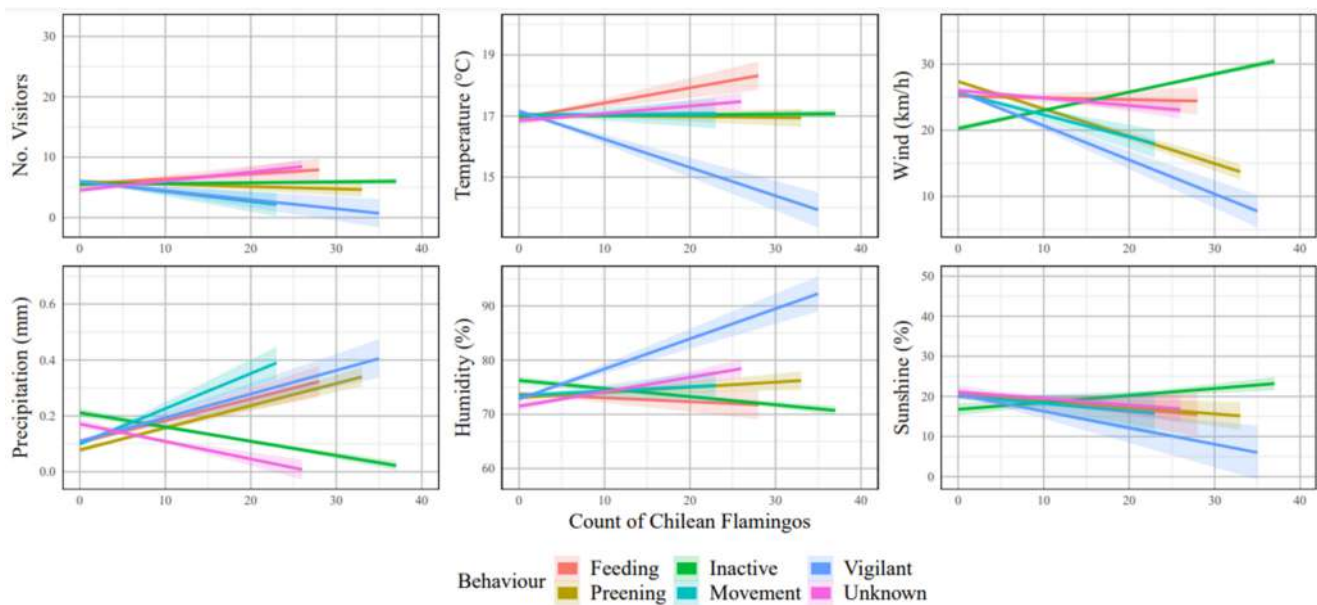 No. Visitors
30
20
10
0
0 10 20 30 40
Temperature (°C)
19
17
15
0 10 20 30 40
Wind (km/h)
30
20
10
0 10 20 30 40
Precipitation (mm)
0.6
0.4
0.2
0.0
0 10 20 30 40
Humidity (%)
90
80
70
60
0 10 20 30 40
Sunshine (%)
50
40
30
20
10
0
0 10 20 30 40
Count of Chilean Flamingos
Behaviour
Feeding Inactive Vigilant
Preening Movement Unknown